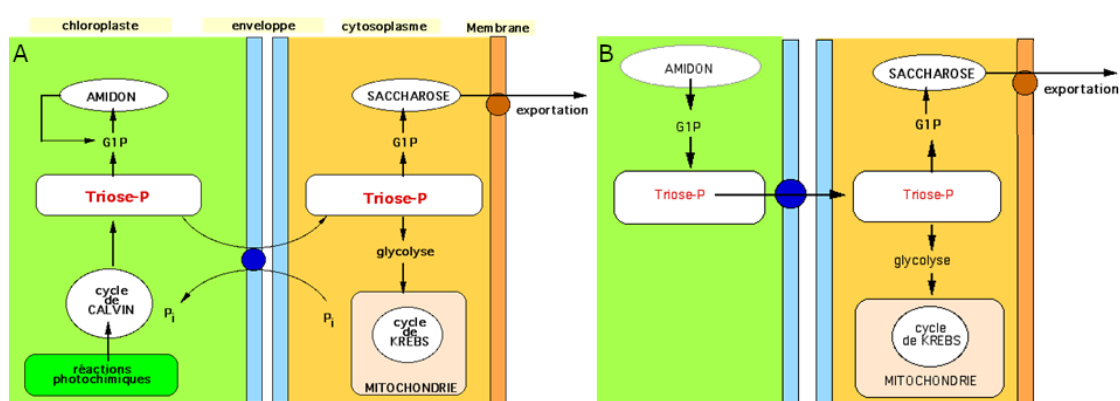 chloroplaste
enveloppe
cytosoplasme
Membrane
A
AMIDON
G1P
Triose-P
cycle
de
CALVIN
réactions
photochimiques
Pi
Pi
SACCHAROSE
exportation
G1P
Triose-P
glycolyse
cycle
de
KREBS
MITOCHONDRIE
B
AMIDON
G1P
Triose-P
SACCHAROSE
exportation
G1P
Triose-P
glycolyse
cycle
de KREBS
MITOCHONDRIE